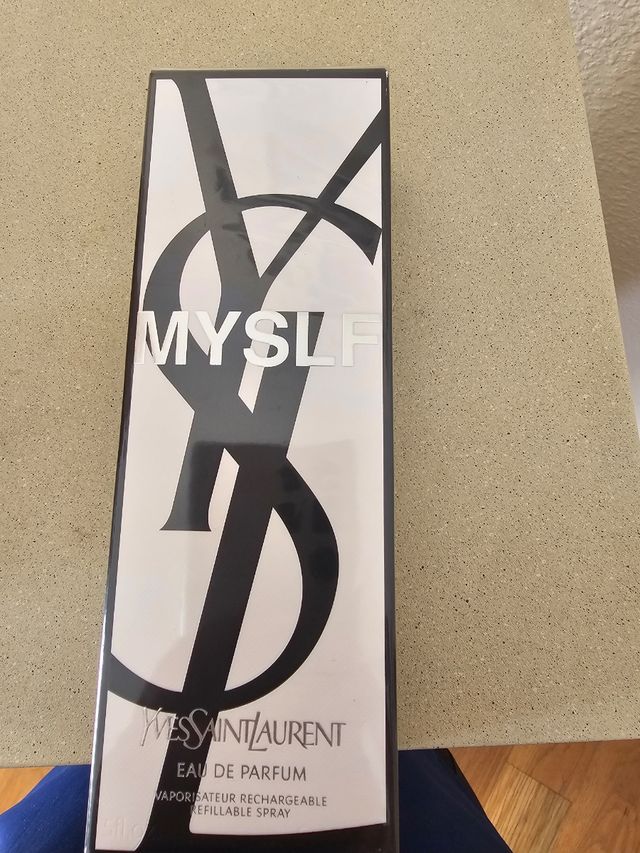 MYSLF
YVESSAINTLAURENT
EAU DE PARFUM
VAPORISATEUR RECHARGEABLE
REFILLABLE SPRAY